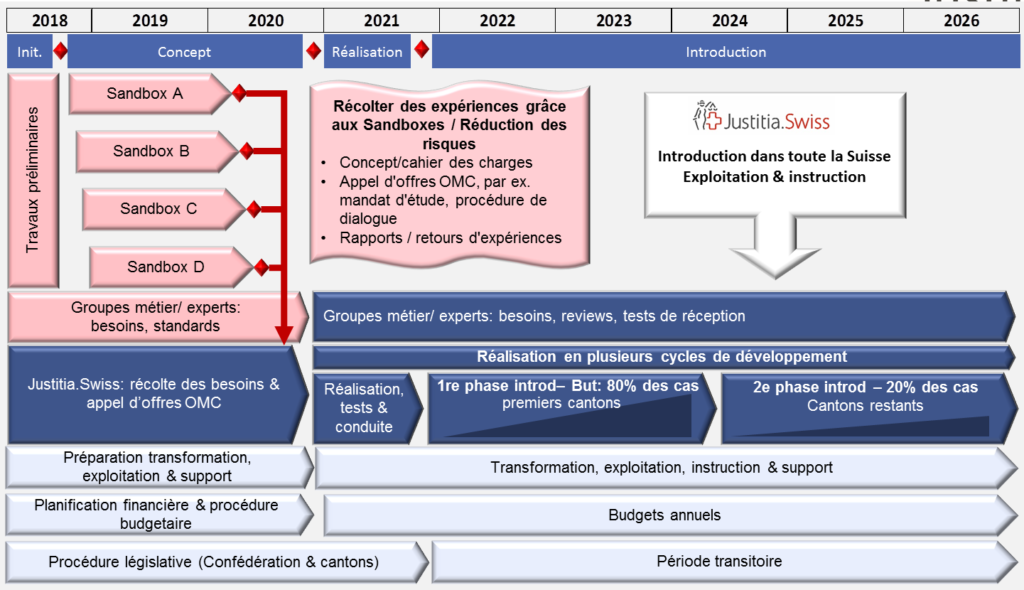 2018 2019 2020 2021 2022 2023 2024 2025 2026
Init. Concept Réalisation Introduction
Travaux préliminaires
Sandbox A
Sandbox B
Sandbox C
Sandbox D
Récolter des expériences grâce
aux Sandboxes / Réduction des
risques
• Concept/cahier des charges
• Appel d'offres OMC, par ex.
mandat d'étude, procédure de
dialogue
• Rapports / retours d'expériences
Justitia.Swiss
Introduction dans toute la Suisse
Exploitation & instruction
Groupes métier/ experts:
besoins, standards
Groupes métier/ experts: besoins, reviews, tests de réception
Réalisation en plusieurs cycles de développement
Justitia.Swiss: récolte des besoins &
appel d'offres OMC
Réalisation,
tests &
conduite
1re phase introd– But: 80% des cas
premiers cantons
2e phase introd – 20% des cas
Cantons restants
Préparation transformation,
exploitation & support
Transformation, exploitation, instruction & support
Planification financière & procédure
budgetaire
Budgets annuels
Procédure législative (Confédération & cantons)
Période transitoire